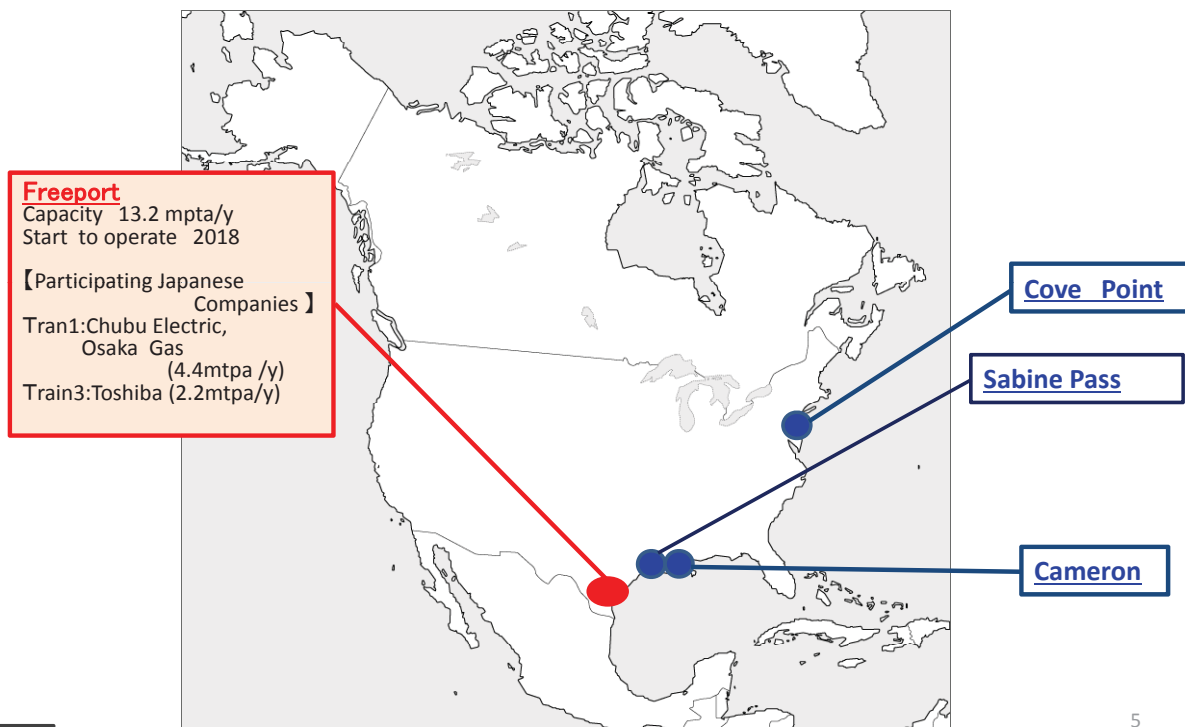 Freeport
Capacity 13.2 mpta/y
Start to operate 2018
【Participating Japanese
Companies】
Tran1:Chubu Electric,
Osaka Gas
(4.4mtpa /y)
Train3:Toshiba (2.2mtpa/y)
Cove Point
Sabine Pass
Cameron
5